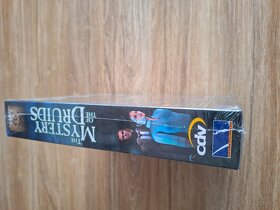 THE
MYSTERY
OF THE
DRUIDS
cdv